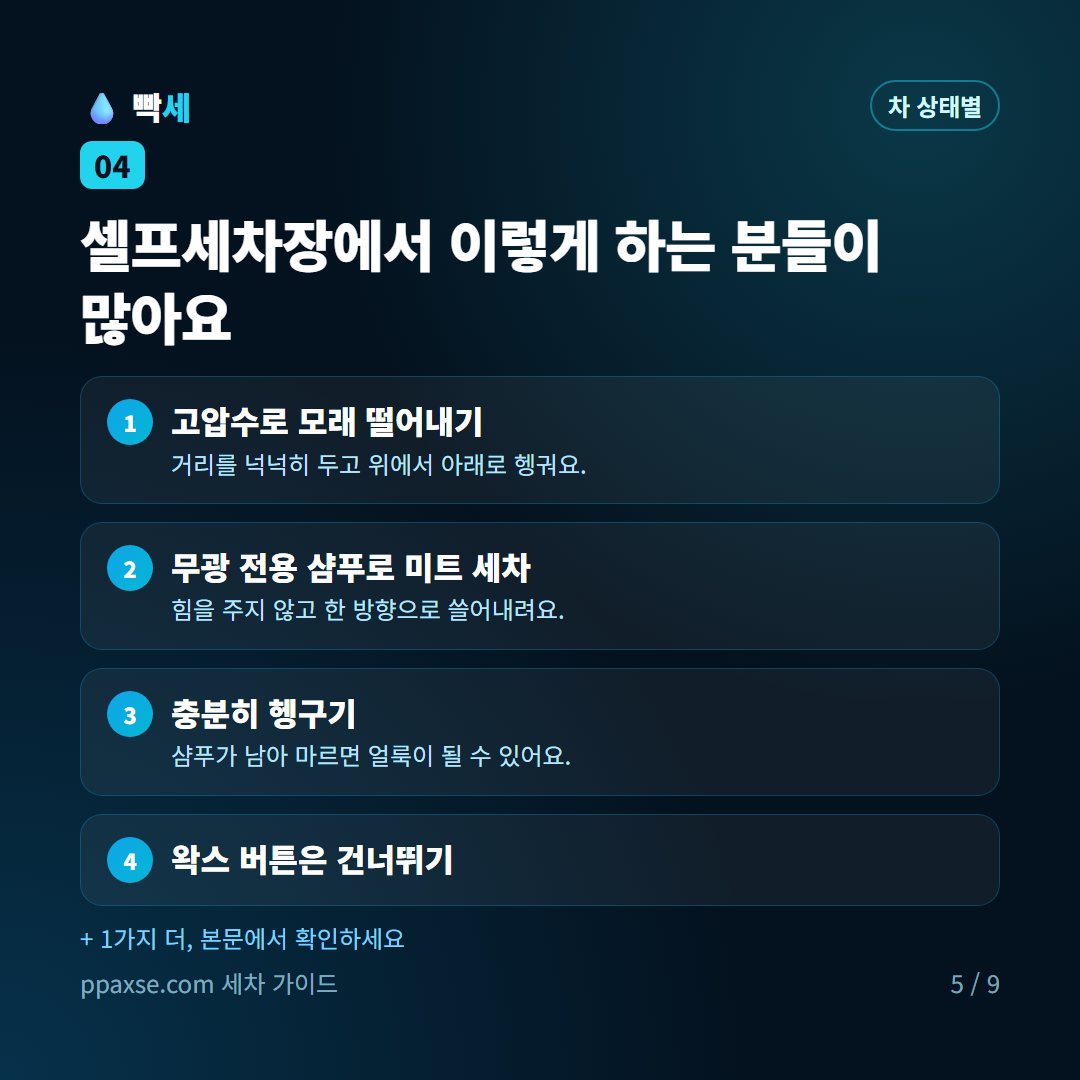 빡세
차 상태별
04
셀프세차장에서 이렇게 하는 분들이
많아요
1 고압수로 모래 떨어내기
거리를 넉넉히 두고 위에서 아래로 헹궈요.
2 무광 전용 샴푸로 미트 세차
힘을 주지 않고 한 방향으로 쓸어내려요.
3 충분히 헹구기
샴푸가 남아 마르면 얼룩이 될 수 있어요.
4 왁스 버튼은 건너뛰기
+ 1가지 더, 본문에서 확인하세요
ppaxse.com 세차 가이드
5 / 9